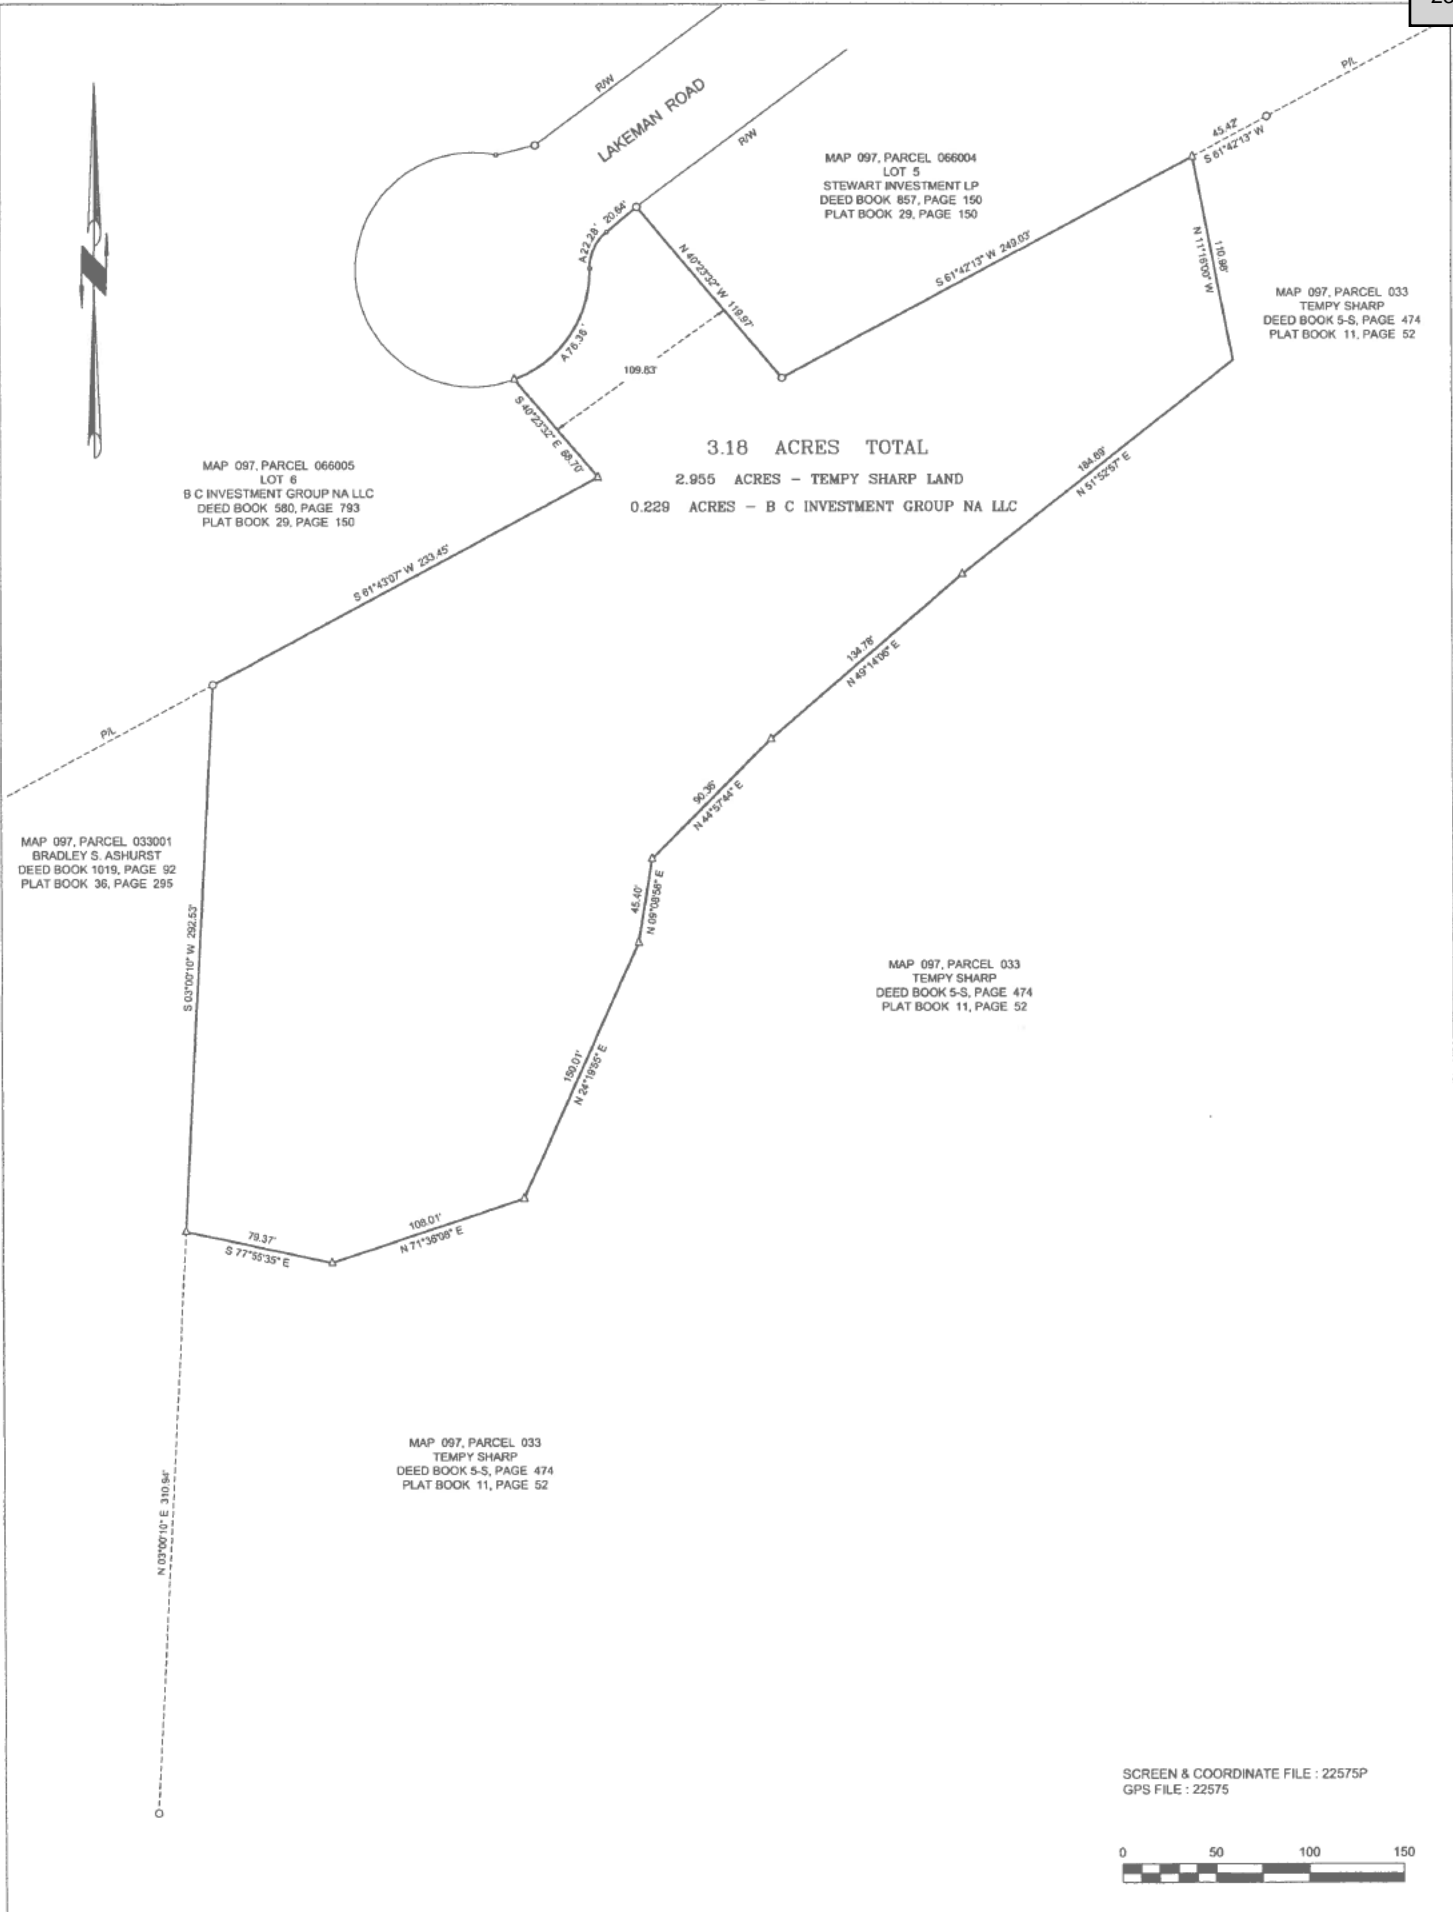 R/W
LAKEMAN ROAD
R/W
P/L
45.42'
S 61°42'13" W
MAP 097, PARCEL 066004
LOT 5
STEWART INVESTMENT LP
DEED BOOK 857, PAGE 150
PLAT BOOK 29, PAGE 150
20.64'
A 22.28'
N 40°23'32" W 119.97'
S 61°42'13" W 249.03'
110.98'
N 11°16'00" W
MAP 097, PARCEL 033
TEMPY SHARP
DEED BOOK 5-S, PAGE 474
PLAT BOOK 11, PAGE 52
A 76.36'
109.83'
S 40°23'32" E 68.70'
3.18 ACRES TOTAL
2.955 ACRES - TEMPY SHARP LAND
0.229 ACRES - B C INVESTMENT GROUP NA LLC
MAP 097, PARCEL 066005
LOT 6
B C INVESTMENT GROUP NA LLC
DEED BOOK 580, PAGE 793
PLAT BOOK 29, PAGE 150
184.69'
N 51°52'57" E
S 61°43'07" W 233.45'
134.78'
N 49°14'06" E
P/L
90.36'
N 44°57'44" E
MAP 097, PARCEL 033001
BRADLEY S. ASHURST
DEED BOOK 1019, PAGE 92
PLAT BOOK 36, PAGE 295
45.40'
N 09°08'56" E
S 03°00'10" W 292.53'
MAP 097, PARCEL 033
TEMPY SHARP
DEED BOOK 5-S, PAGE 474
PLAT BOOK 11, PAGE 52
150.01'
N 24°19'55" E
79.37'
S 77°55'35" E
108.01'
N 71°36'08" E
MAP 097, PARCEL 033
TEMPY SHARP
DEED BOOK 5-S, PAGE 474
PLAT BOOK 11, PAGE 52
N 03°00'10" E 310.94'
SCREEN & COORDINATE FILE : 22575P
GPS FILE : 22575
0 50 100 150